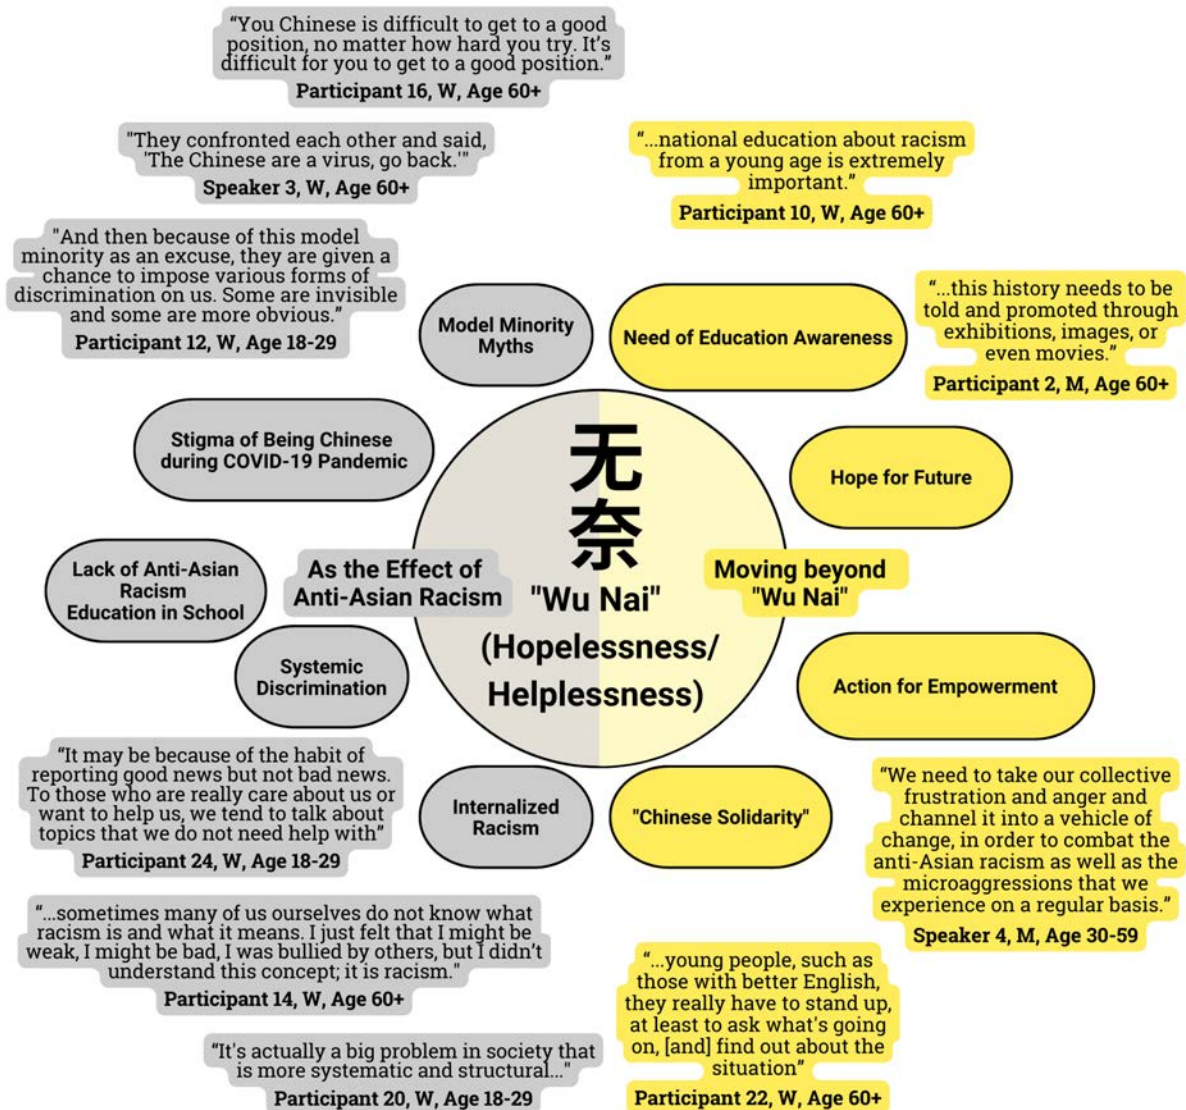 “You Chinese is difficult to get to a good
position, no matter how hard you try. It’s
difficult for you to get to a good position.”
Participant 16, W, Age 60+
"They confronted each other and said,
'The Chinese are a virus, go back.'"
Speaker 3, W, Age 60+
"And then because of this model
minority as an excuse, they are given a
chance to impose various forms of
discrimination on us. Some are invisible
and some are more obvious.”
Participant 12, W, Age 18-29
“...national education about racism
from a young age is extremely
important.”
Participant 10, W, Age 60+
“...this history needs to be
told and promoted through
exhibitions, images, or
even movies.”
Participant 2, M, Age 60+
Model Minority
Myths
Need of Education Awareness
Stigma of Being Chinese
during COVID-19 Pandemic
Hope for Future
Lack of Anti-Asian
Racism
Education in School
As the Effect of
Anti-Asian Racism
无
奈
"Wu Nai"
(Hopelessness/
Helplessness)
Moving beyond
"Wu Nai"
Systemic
Discrimination
Action for Empowerment
Internalized
Racism
"Chinese Solidarity"
“It may be because of the habit of
reporting good news but not bad news.
To those who are really care about us or
want to help us, we tend to talk about
topics that we do not need help with”
Participant 24, W, Age 18-29
“...sometimes many of us ourselves do not know what
racism is and what it means. I just felt that I might be
weak, I might be bad, I was bullied by others, but I didn’t
understand this concept; it is racism."
Participant 14, W, Age 60+
“It's actually a big problem in society that
is more systematic and structural..."
Participant 20, W, Age 18-29
“We need to take our collective
frustration and anger and
channel it into a vehicle of
change, in order to combat the
anti-Asian racism as well as the
microaggressions that we
experience on a regular basis.”
Speaker 4, M, Age 30-59
“...young people, such as
those with better English,
they really have to stand up,
at least to ask what's going
on, [and] find out about the
situation”
Participant 22, W, Age 60+